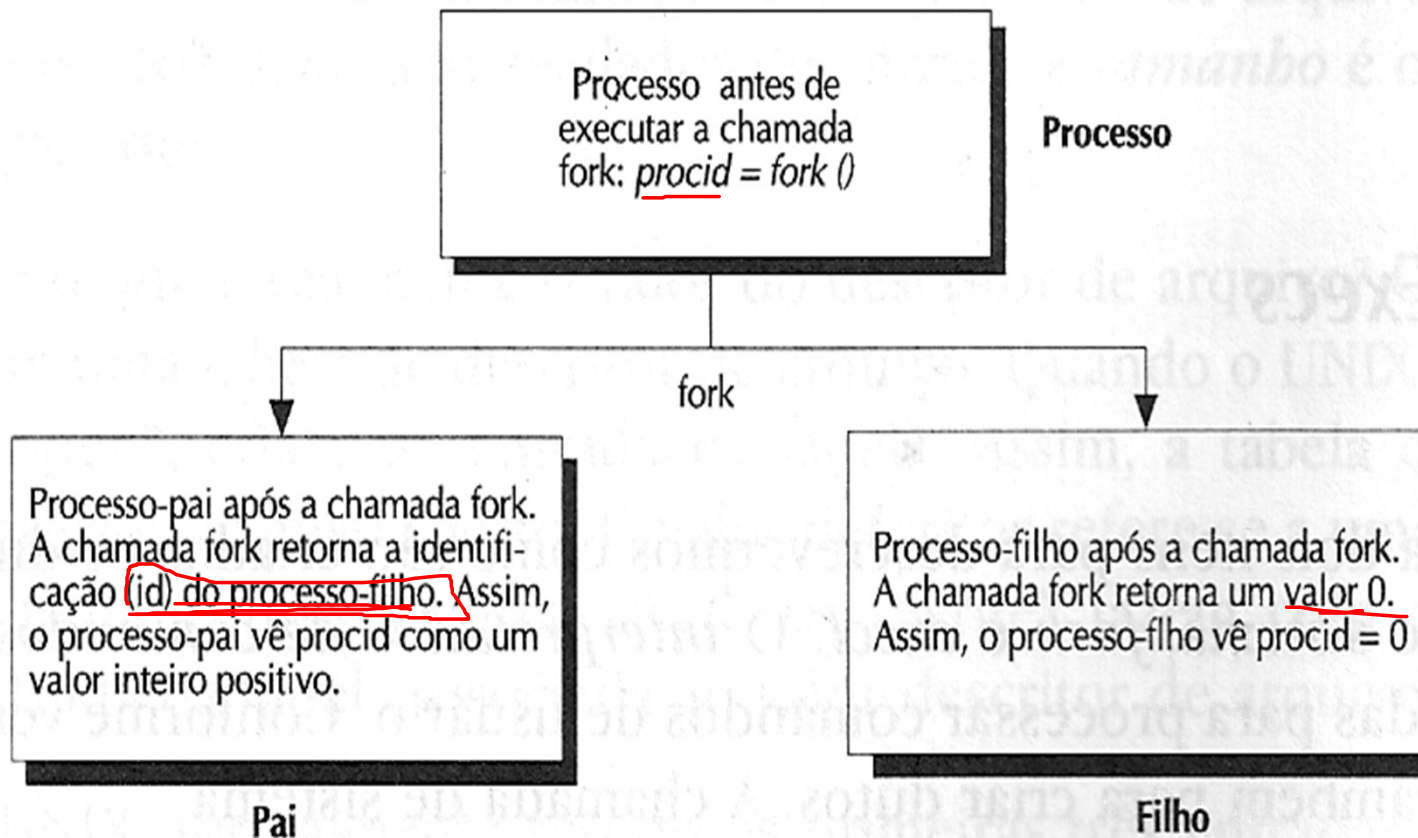 Processo antes de
executar a chamada
fork: procid = fork ()
Processo
fork
Processo-pai após a chamada fork.
A chamada fork retorna a identifi-
cação (id) do processo-filho. Assim,
o processo-pai vê procid como um
valor inteiro positivo.
Pai
Processo-filho após a chamada fork.
A chamada fork retorna um valor 0.
Assim, o processo-flho vê procid = 0
Filho